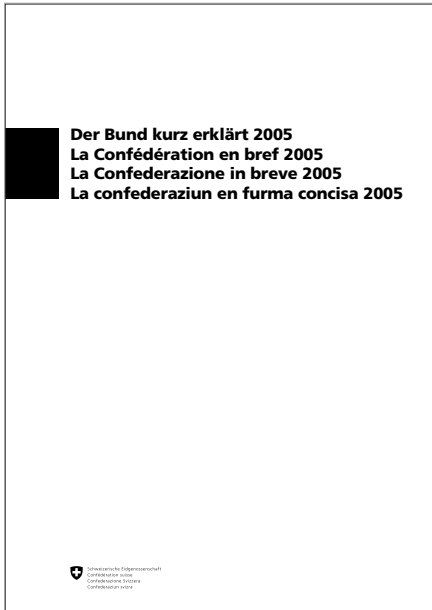 Der Bund kurz erklärt 2005
La Confédération en bref 2005
La Confederazione in breve 2005
La confederaziun en furma concisa 2005
Schweizerische Eidgenossenschaft
Confédération suisse
Confederazione Svizzera
Confederaziun svizra